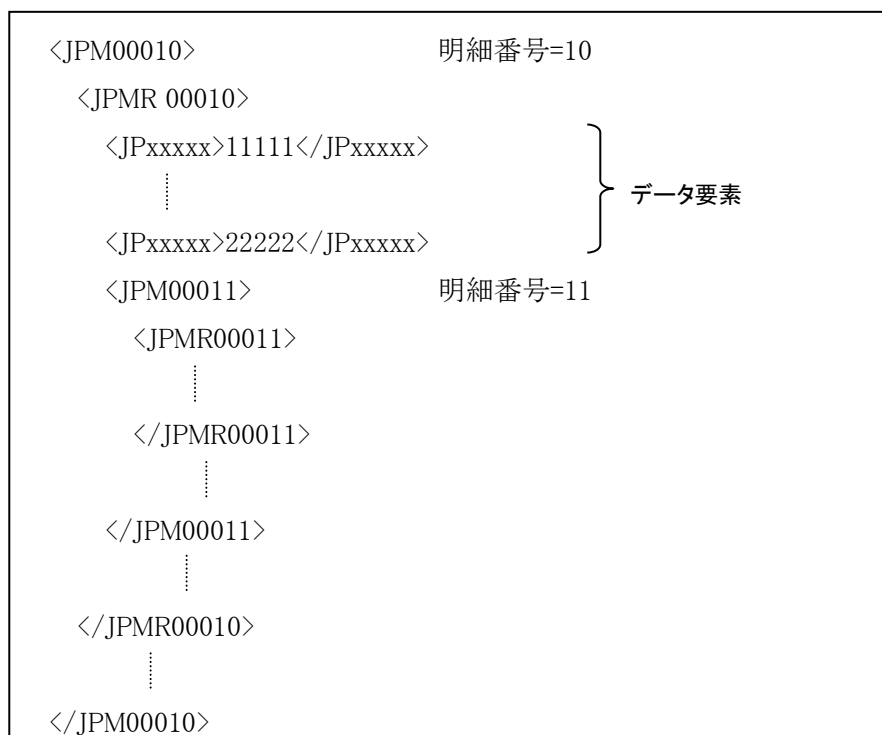 <JPM00010> 明細番号=10
<JPMR 00010>
<JPxxxxx>11111</JPxxxxx>
データ要素
<JPxxxxx>22222</JPxxxxx>
<JPM00011> 明細番号=11
<JPMR00011>
</JPMR00011>
</JPM00011>
</JPMR00010>
</JPM00010>